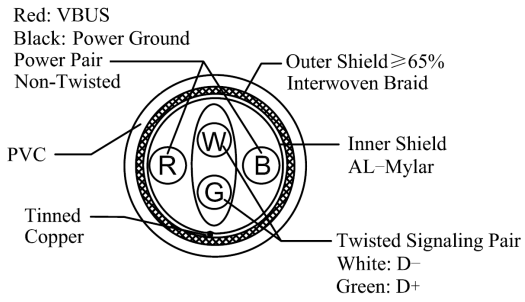 Red: VBUS
Black: Power Ground
Power Pair
Non-Twisted
Outer Shield≥65%
Interwoven Braid
PVC
R
W
B
G
Inner Shield
AL-Mylar
Tinned
Copper
Twisted Signaling Pair
White: D-
Green: D+